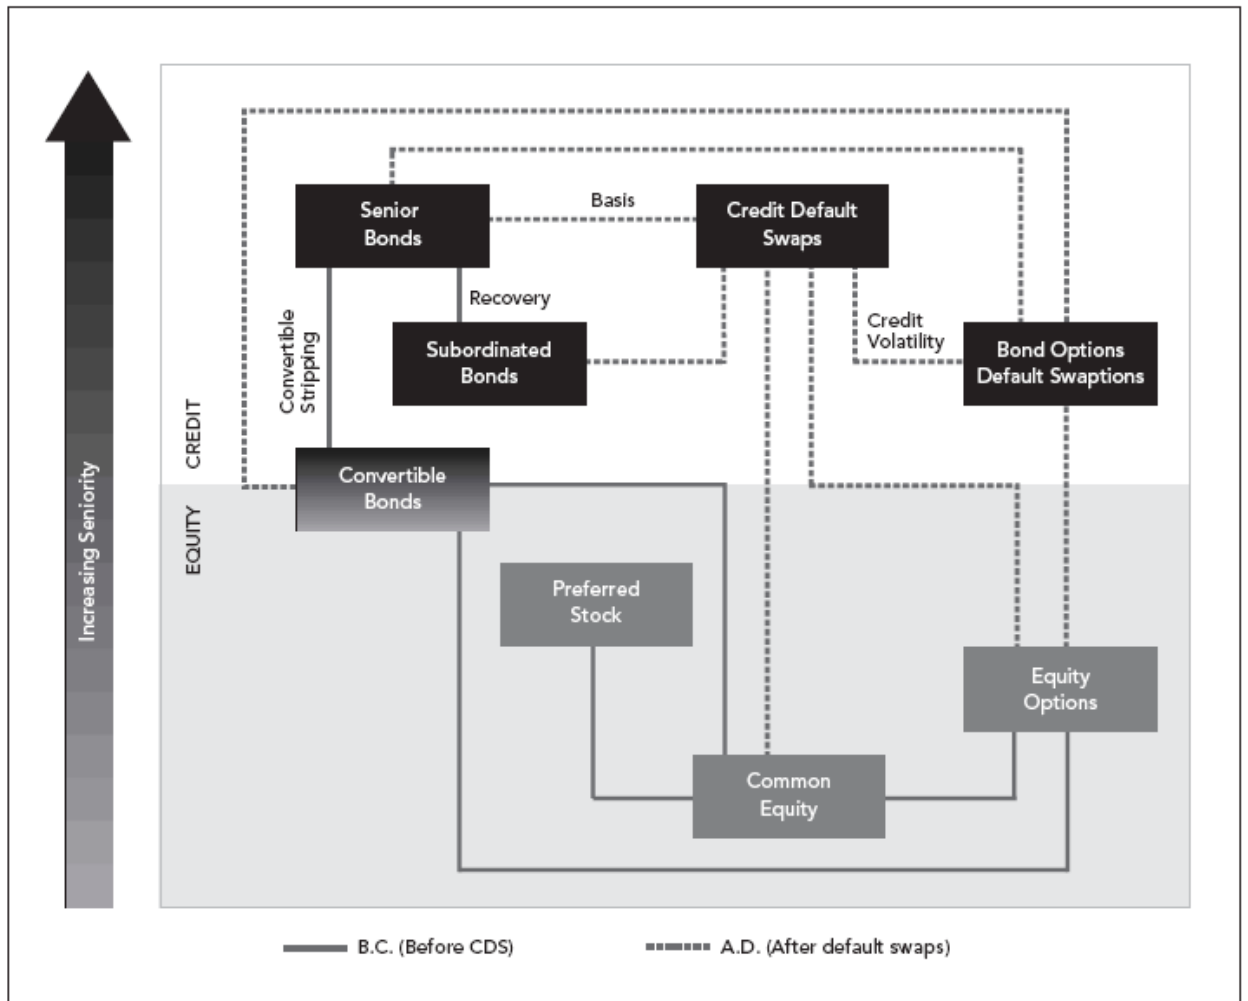 Senior
Bonds
Basis
Credit Default
Swaps
Recovery
Convertible
Stripping
Credit
Volatility
Subordinated
Bonds
Bond Options
Default Swaptions
CREDIT
Convertible
Bonds
EQUITY
Increasing Seniority
Preferred
Stock
Equity
Options
Common
Equity
B.C. (Before CDS)
A.D. (After default swaps)